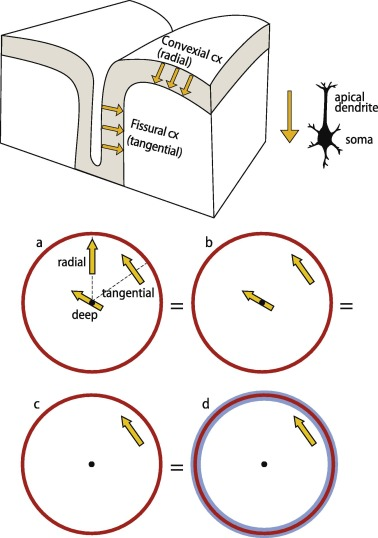 Convexial cx
(radial)
Fissural cx
(tangential)
apical
dendrite
soma
a
radial
tangential
deep
=
b
=
c
=
d